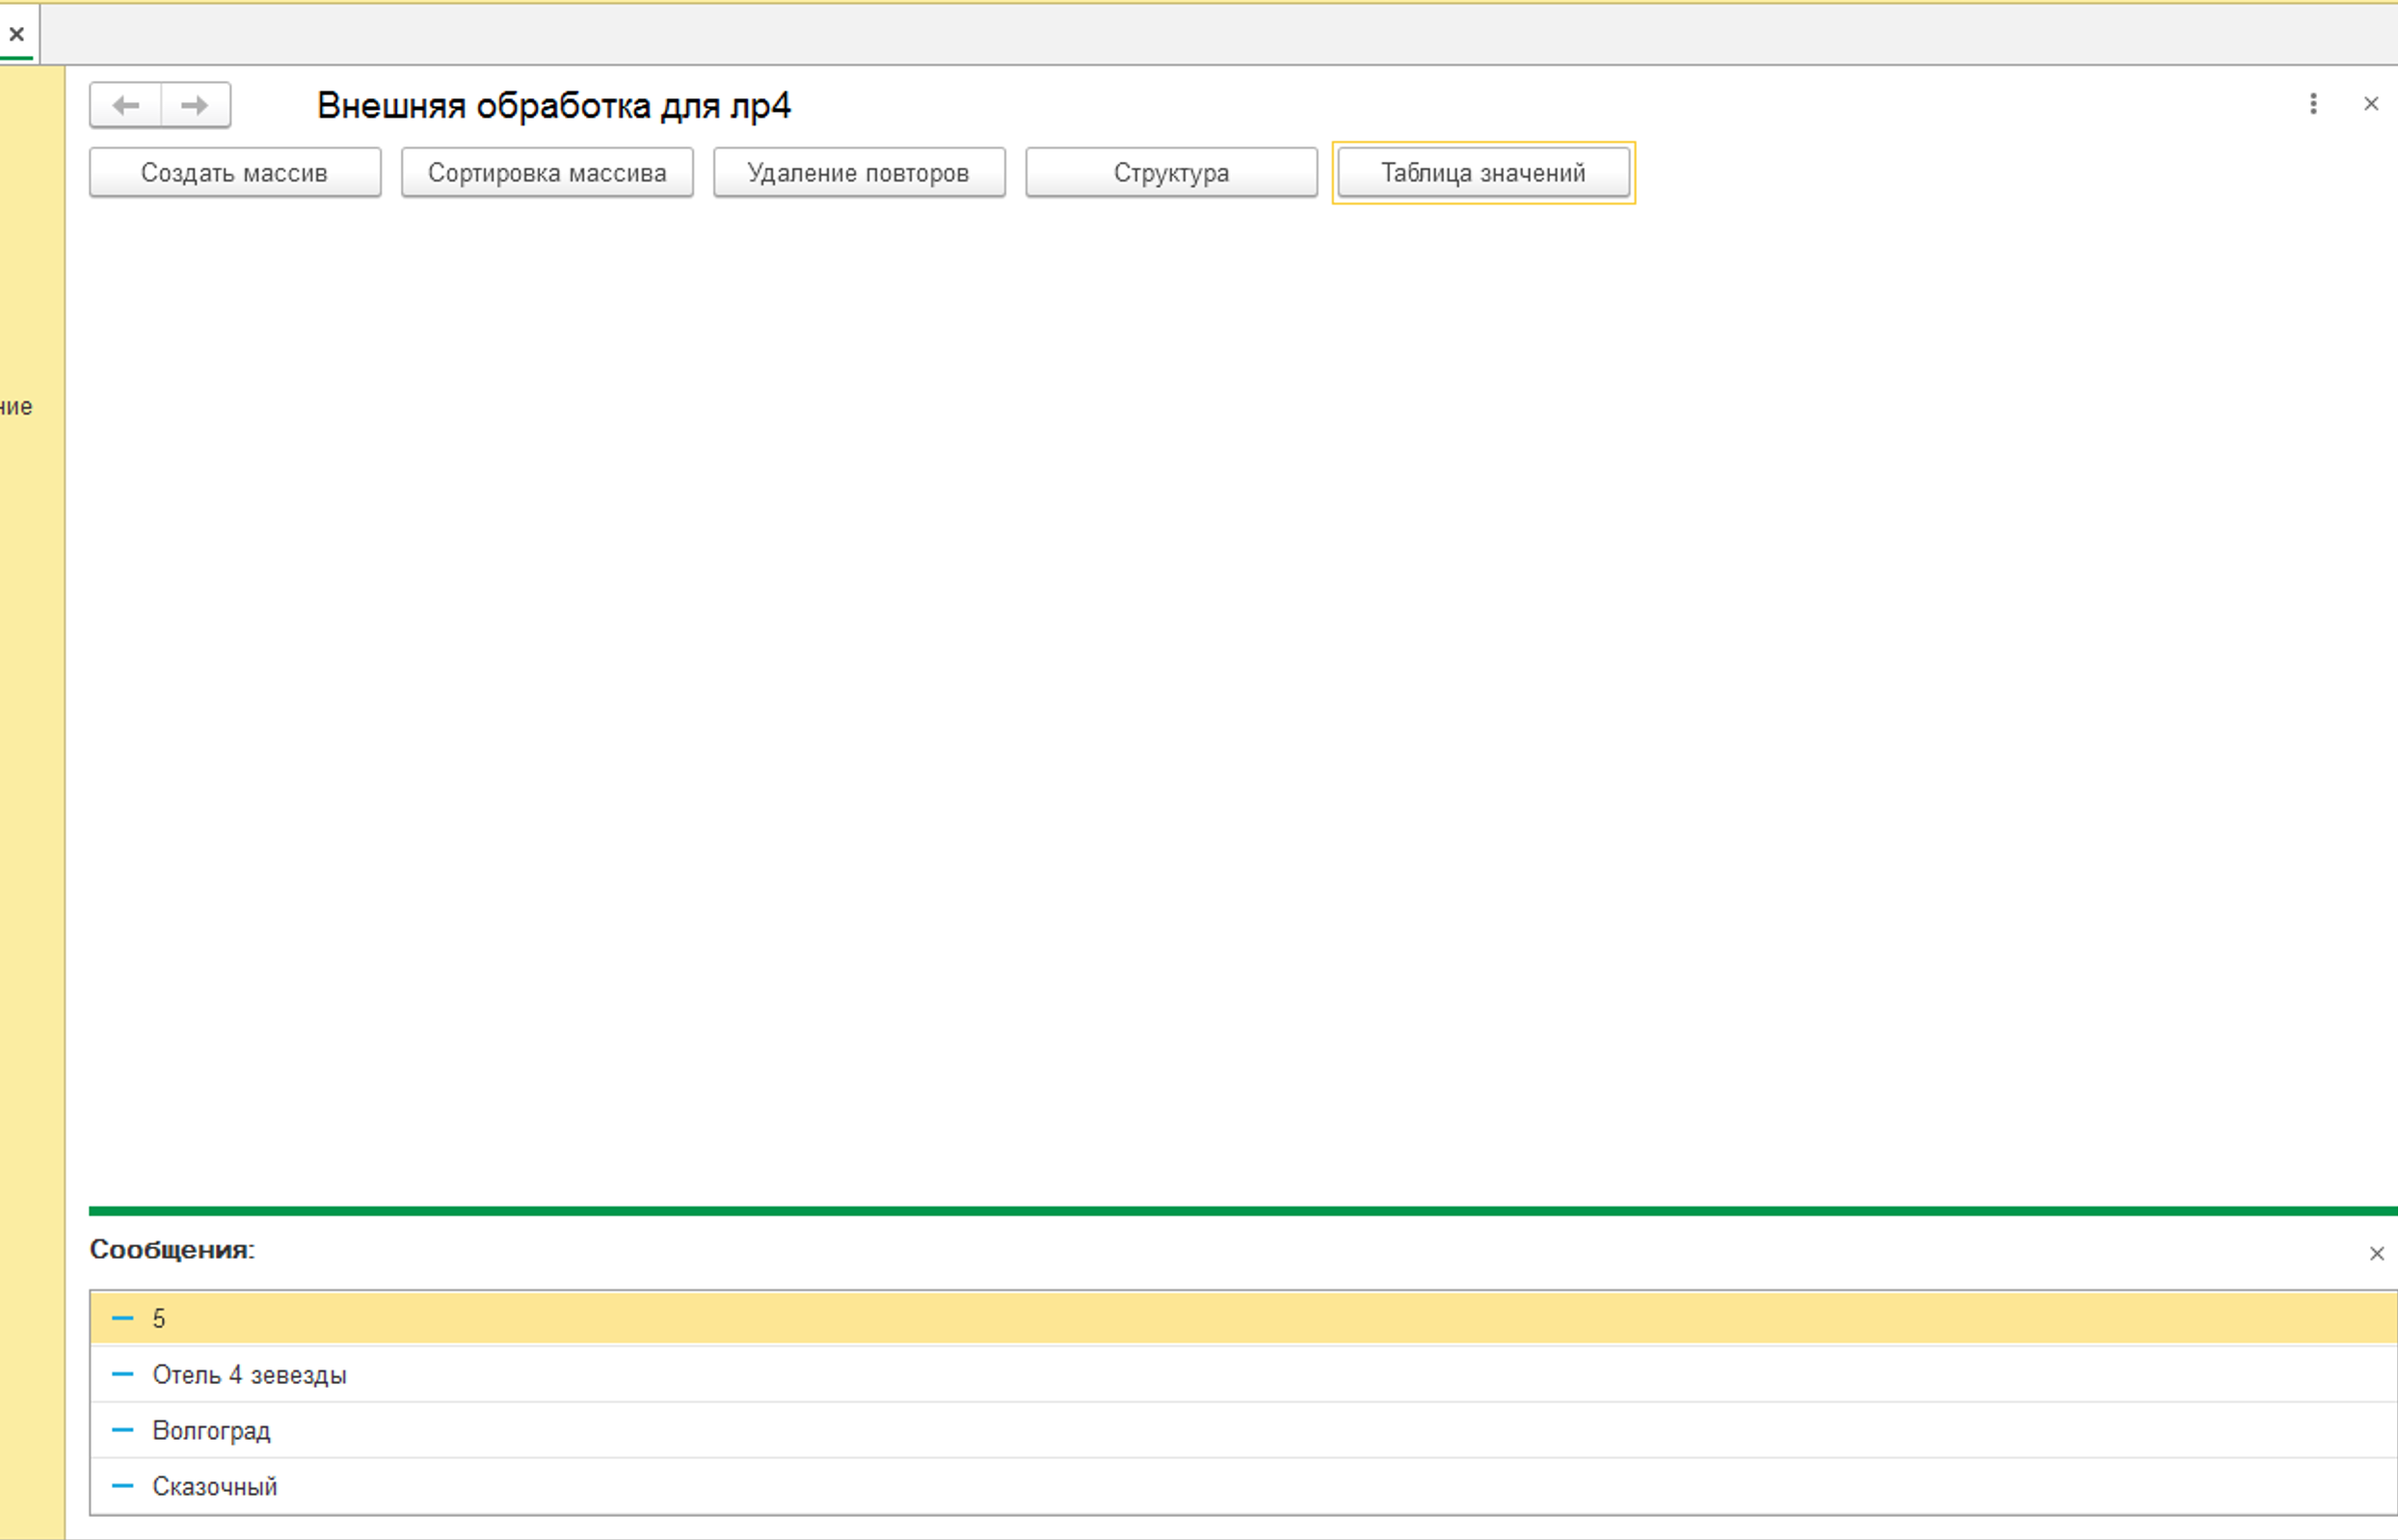 Внешняя обработка для лр4
Создать массив Сортировка массива Удаление повторов Структура Таблица значений
ние
Сообщения:
5
Отель 4 зевезды
Волгоград
Сказочный